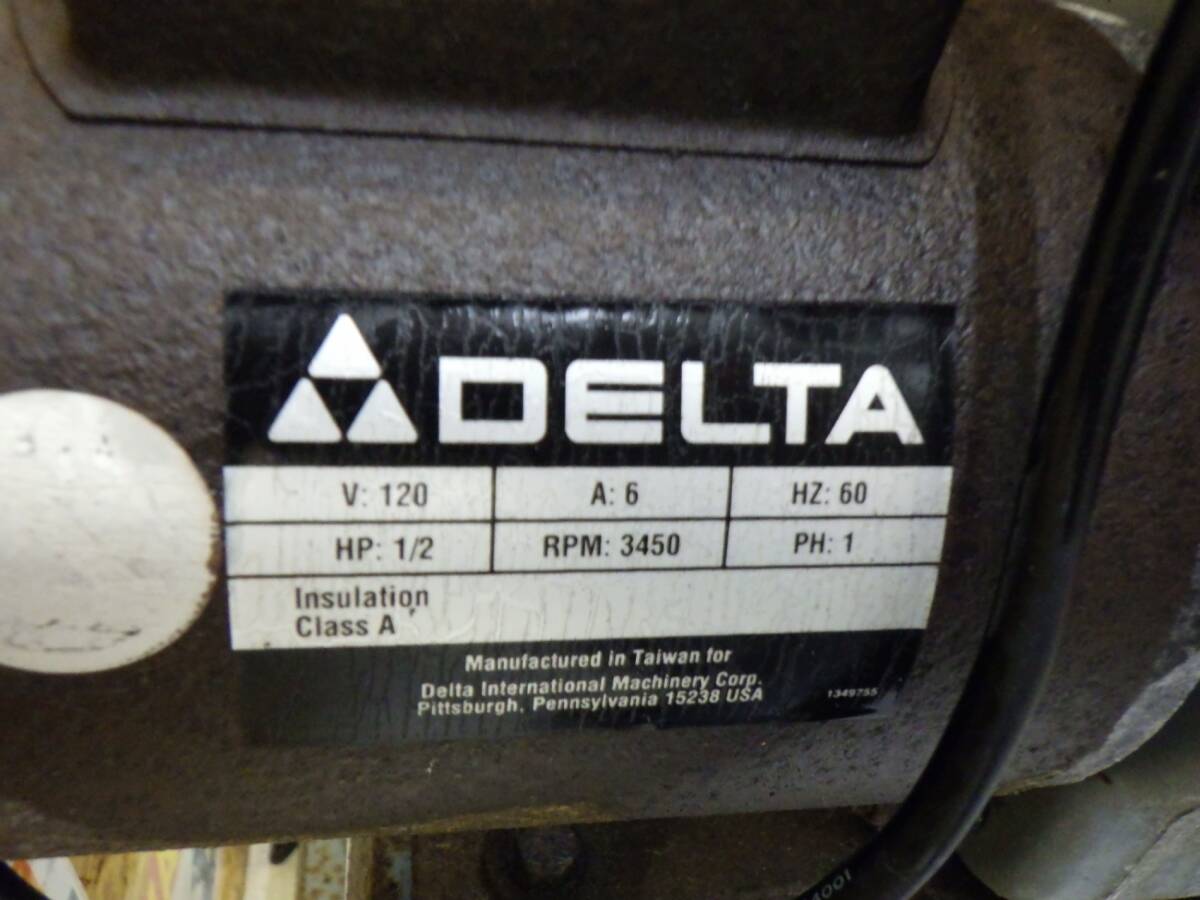 DELTA
V: 120 A: 6 HZ: 60
HP: 1/2 RPM: 3450 PH: 1
Insulation
Class A
Manufactured in Taiwan for
Delta International Machinery Corp.
Pittsburgh, Pennsylvania 15238 USA
1349755